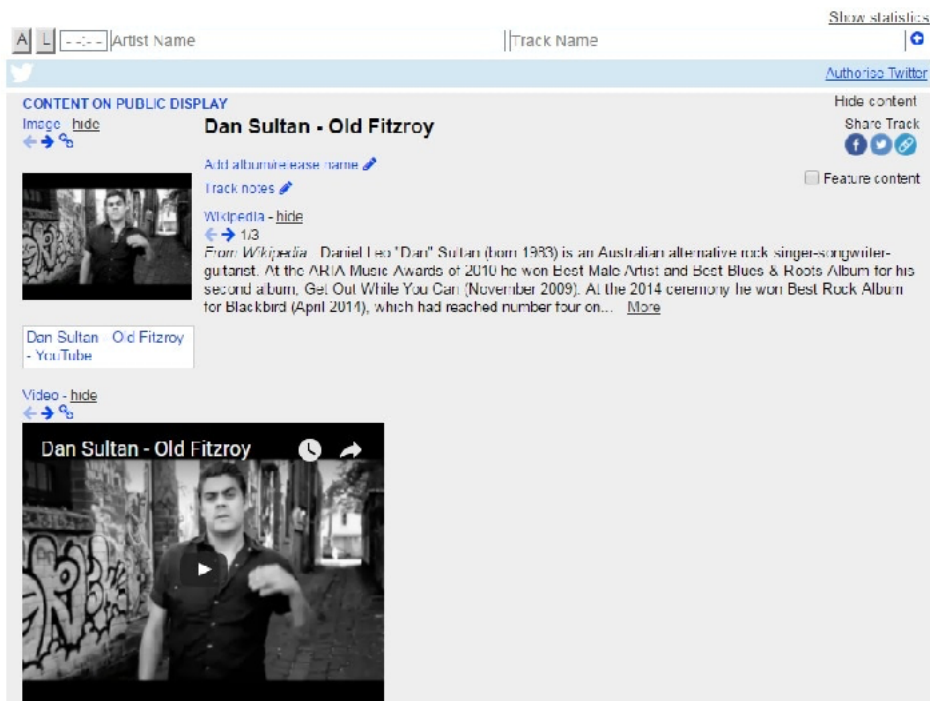 Show statistics
A L --:-- Artist Name Track Name
Authorise Twitter
CONTENT ON PUBLIC DISPLAY
Hide content
Image hide
Dan Sultan - Old Fitzroy
Share Track
Add album/release name
Track notes
Feature content
Wikipedia - hide
1/3
From Wikipedia Daniel Leo "Dan" Sultan (born 1983) is an Australian alternative rock singer-songwriter-
guitarist. At the ARIA Music Awards of 2010 he won Best Male Artist and Best Blues & Roots Album for his
second album, Get Out While You Can (November 2009). At the 2014 ceremony he won Best Rock Album
for Blackbird (April 2014), which had reached number four on... More
Dan Sultan - Old Fitzroy
- YouTube
Video - hide
Dan Sultan - Old Fitzroy